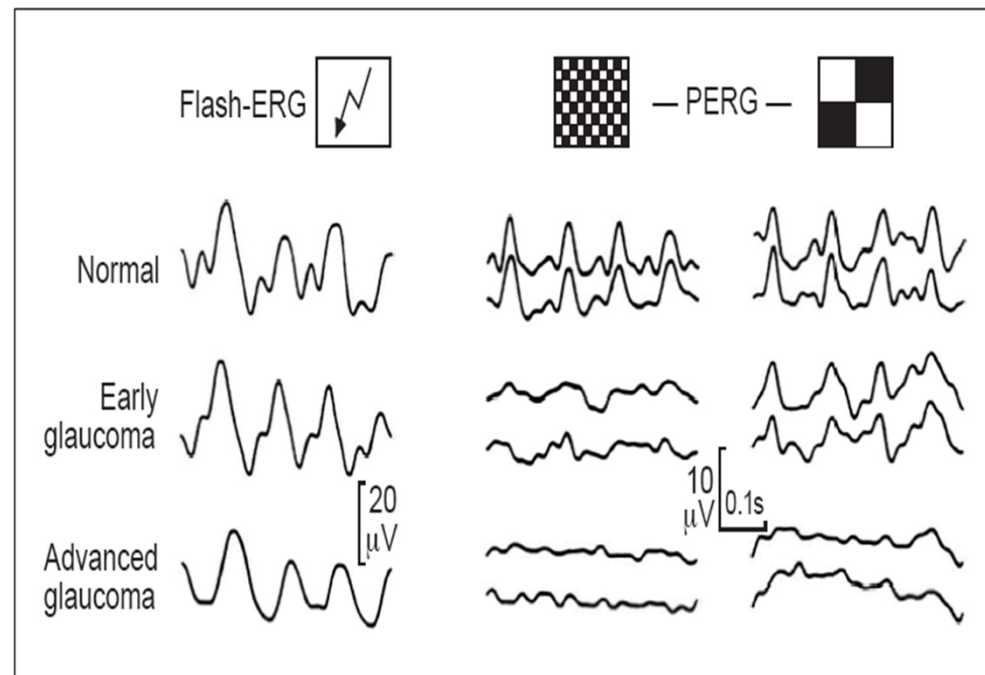 Flash-ERG
— PERG —
Normal
Early
glaucoma
20
μV
10
μV
0.1s
Advanced
glaucoma